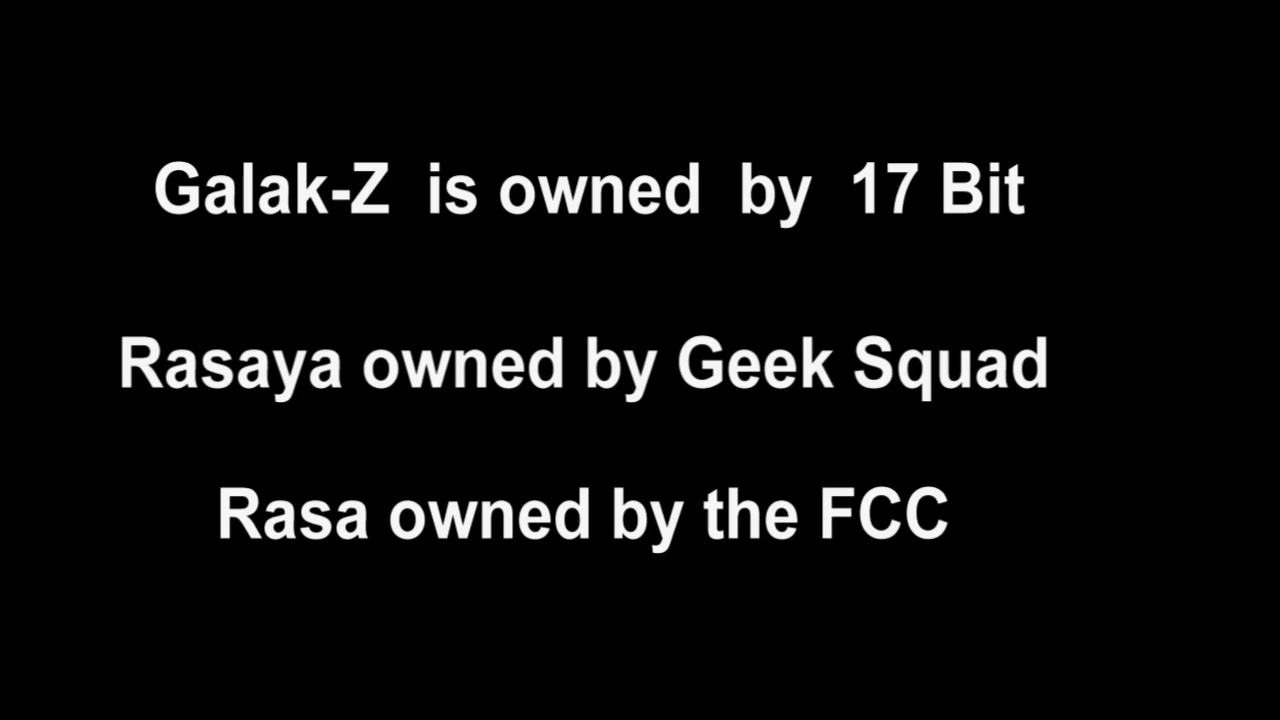 Galak-Z is owned by 17 Bit
Rasaya owned by Geek Squad
Rasa owned by the FCC